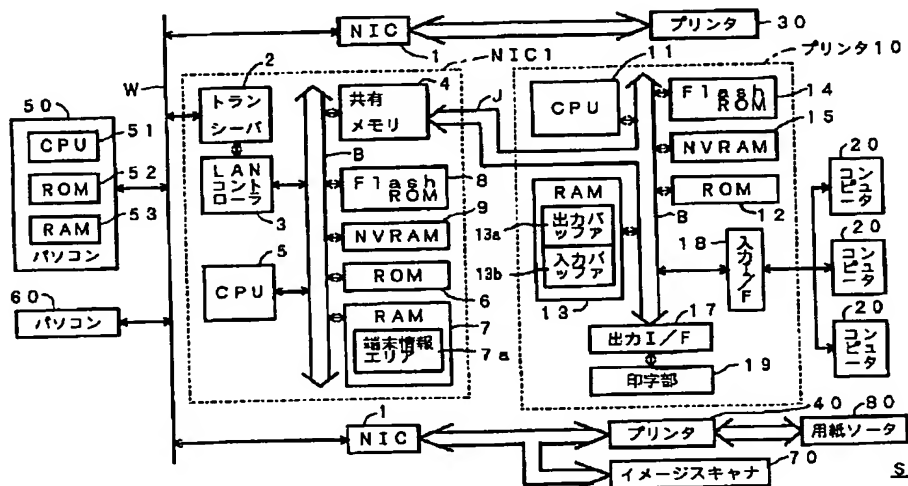 NIC
1
プリンタ
30
NIC1
プリンタ10
W
2
トラン
シーバ
LAN
コント
ローラ
3
4
共有
メモリ
J
B
Flash
ROM
8
NVRAM
9
5
CPU
ROM
6
RAM
端末情報
エリア
7
7a
50
CPU
51
ROM
52
RAM
53
パソコン
60
パソコン
11
CPU
Flash
ROM
14
NVRAM
15
ROM
12
B
RAM
出力バ
ッファ
13a
入力バ
ッファ
13b
13
18
入力I/F
17
出力I/F
印字部
19
20
コンピュータ
20
コンピュータ
20
コンピュータ
1
NIC
プリンタ
40
用紙ソータ
80
イメージスキャナ
70
S